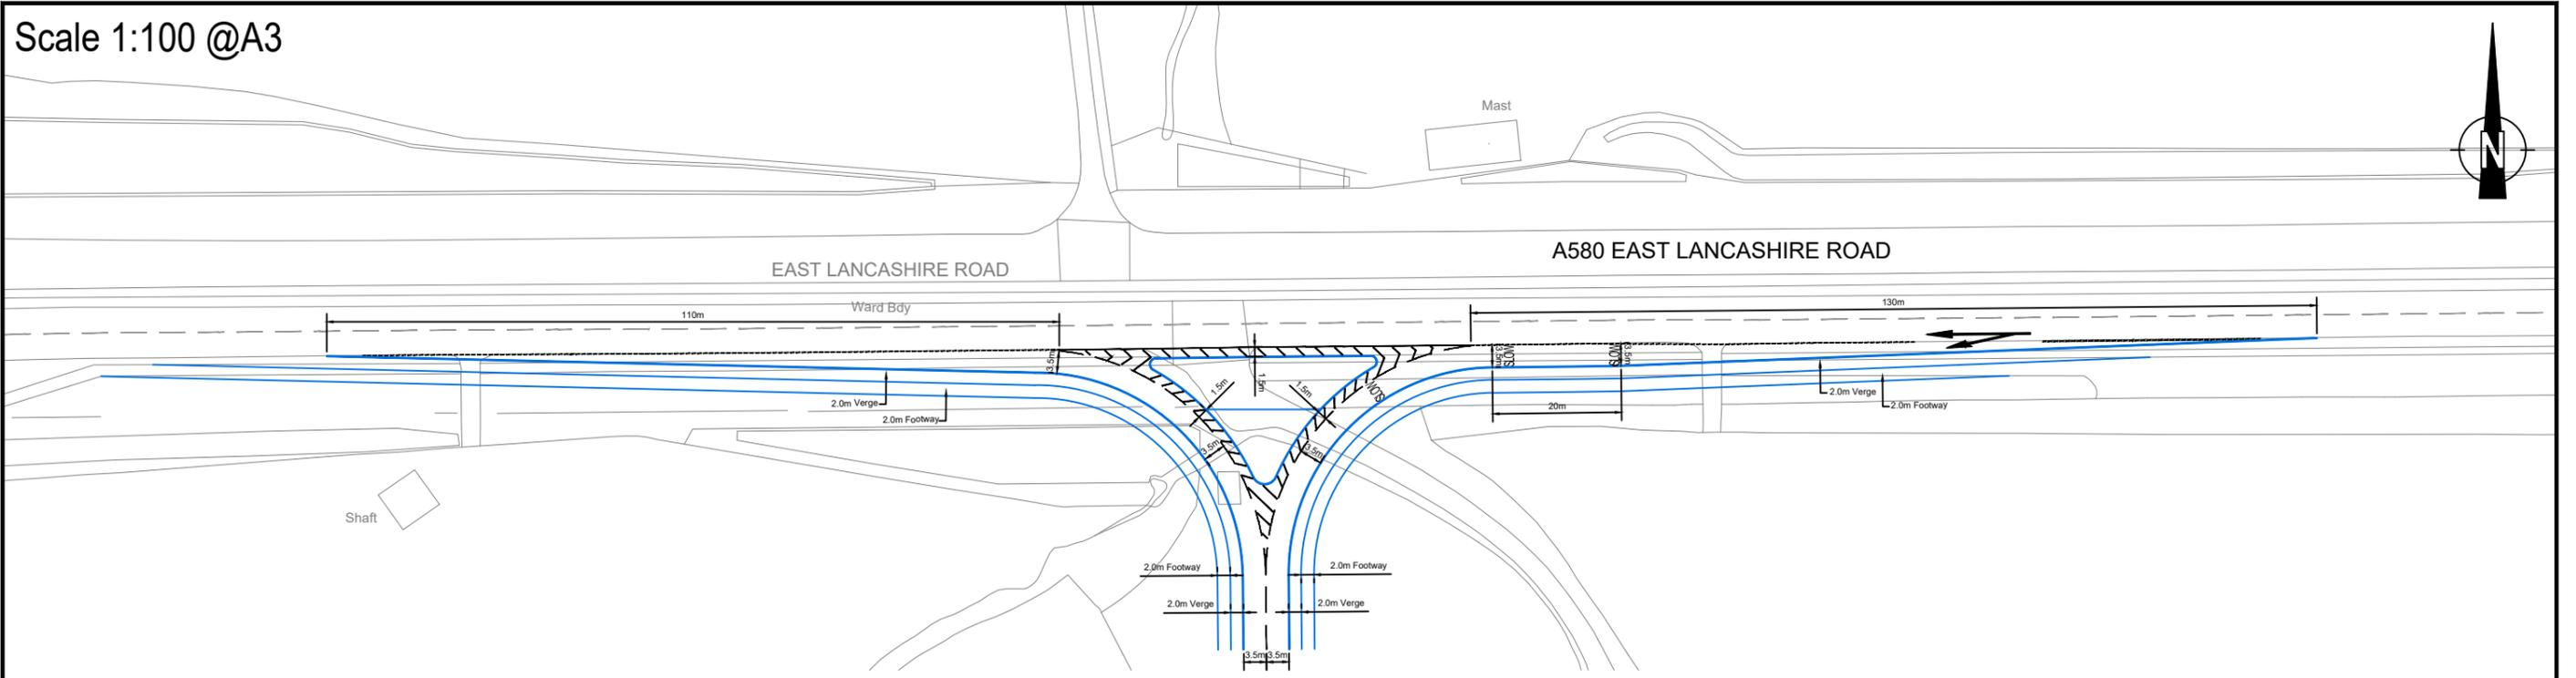 Scale 1:100 @A3
N
Mast
A580 EAST LANCASHIRE ROAD
EAST LANCASHIRE ROAD
Ward Bdy
130m
110m
3.5m
1.5m
1.5m
1.5m
SLOW
3.5m
SLOW
SLOW
3.5m
2.0m Verge
2.0m Footway
20m
2.0m Verge
2.0m Footway
3.5m
3.5m
Shaft
2.0m Footway
2.0m Footway
2.0m Verge
2.0m Verge
3.5m
3.5m